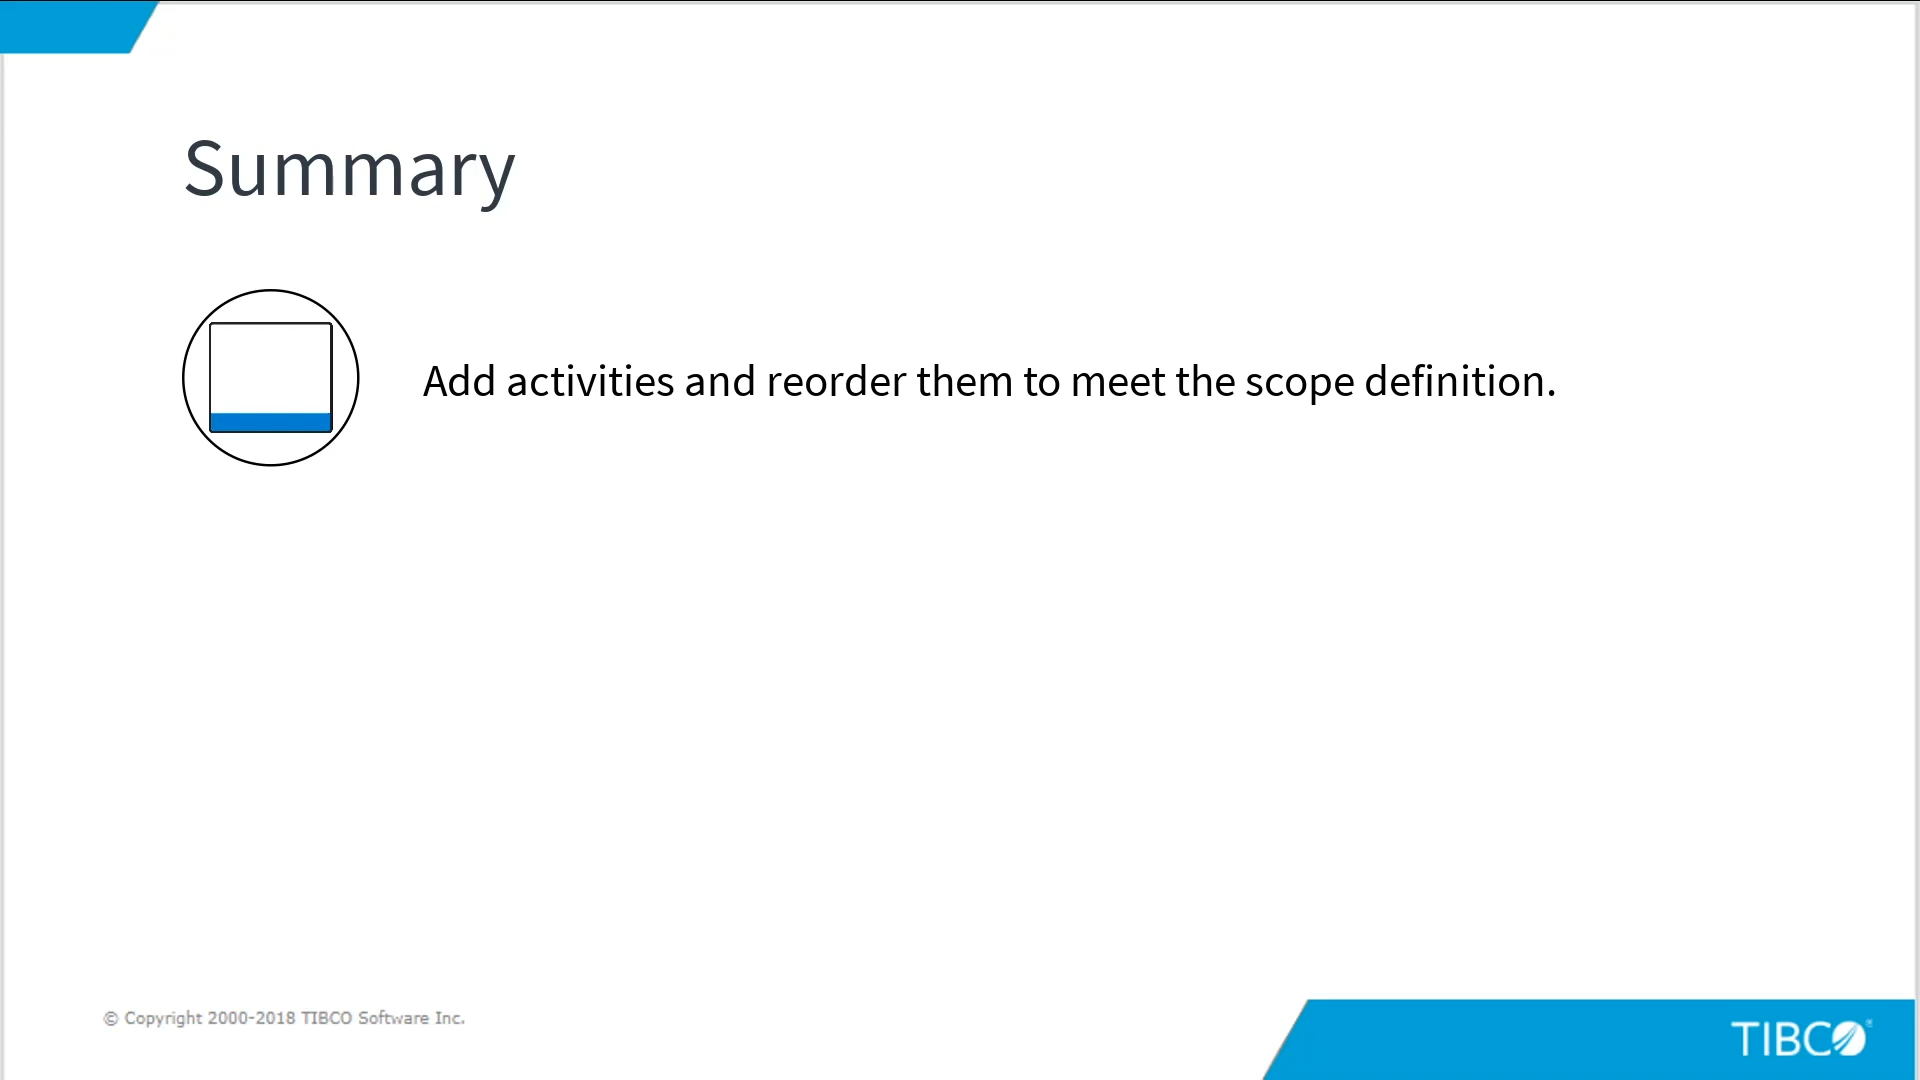 Summary
Add activities and reorder them to meet the scope definition.
© Copyright 2000-2018 TIBCO Software Inc.
TIBCO